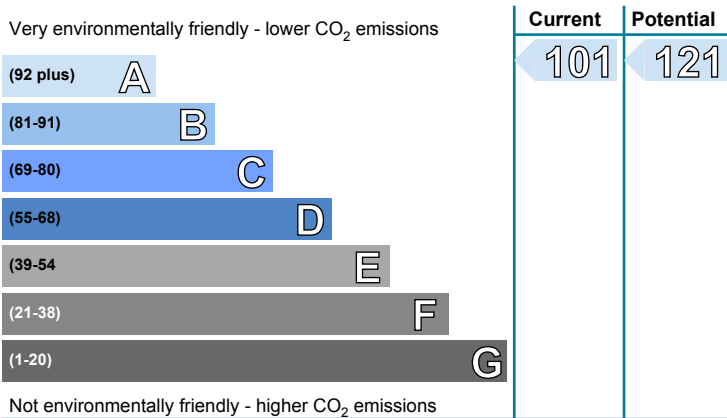 Very environmentally friendly - lower CO2 emissions
Current Potential
(92 plus) A 101 121
(81-91) B
(69-80) C
(55-68) D
(39-54 E
(21-38) F
(1-20) G
Not environmentally friendly - higher CO2 emissions